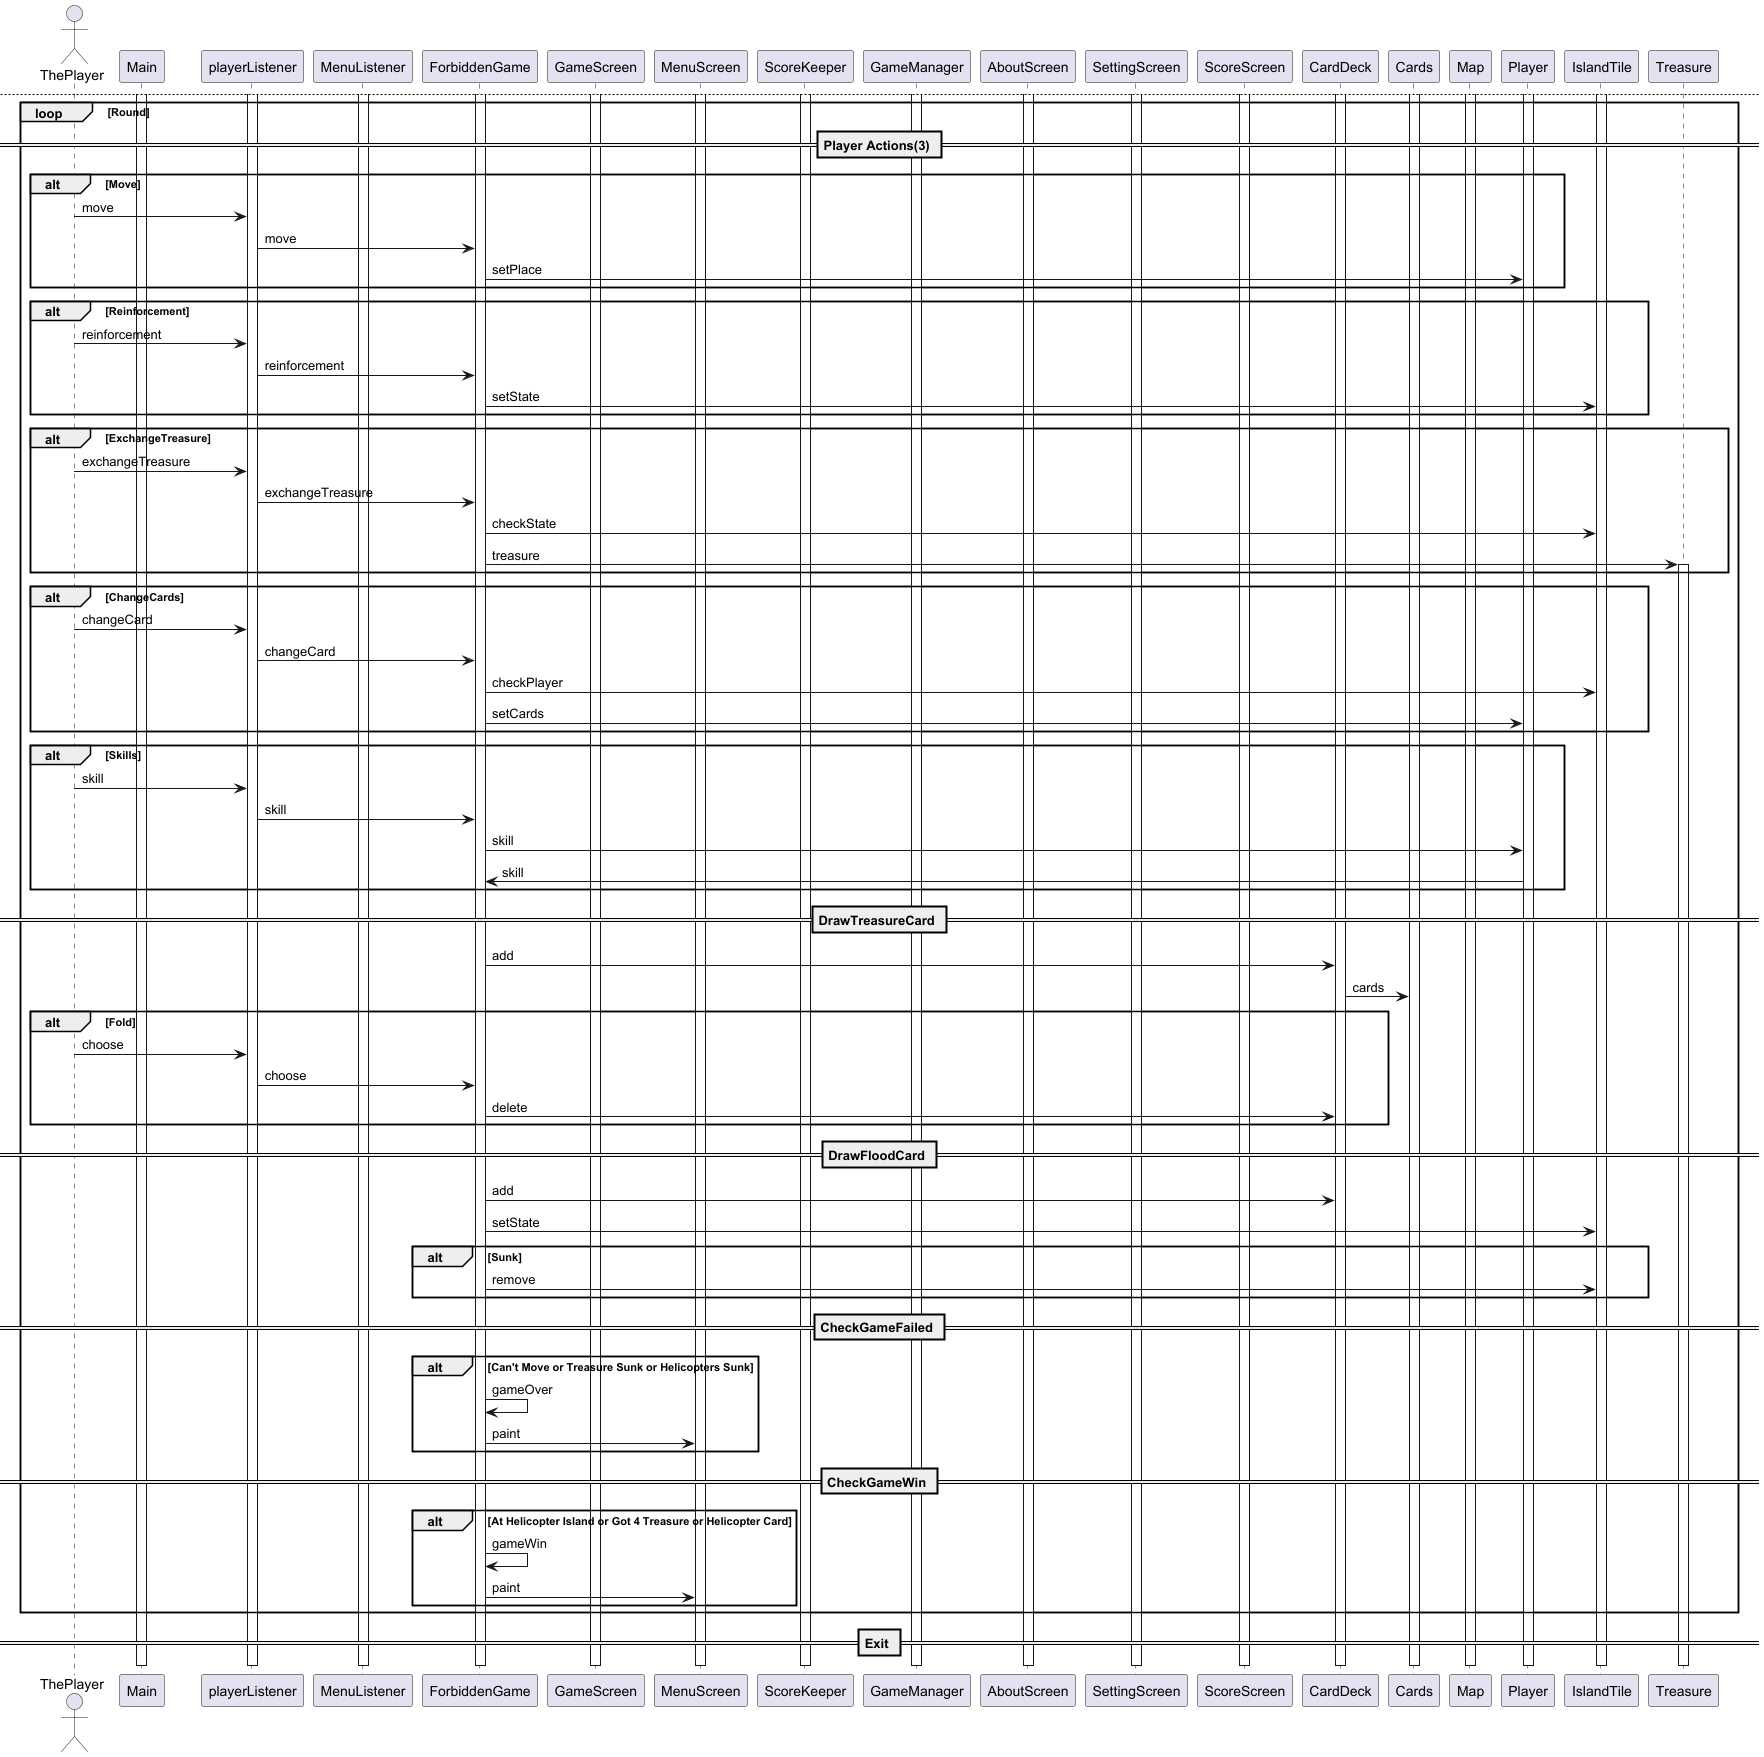 ThePlayer
Main
playerListener
MenuListener
ForbiddenGame
GameScreen
MenuScreen
ScoreKeeper
GameManager
AboutScreen
SettingScreen
ScoreScreen
CardDeck
Cards
Map
Player
IslandTile
Treasure
loop [Round]
Player Actions(3)
alt [Move]
move
move
setPlace
alt [Reinforcement]
reinforcement
reinforcement
setState
alt [ExchangeTreasure]
exchangeTreasure
exchangeTreasure
checkState
treasure
alt [ChangeCards]
changeCard
changeCard
checkPlayer
setCards
alt [Skills]
skill
skill
skill
skill
DrawTreasureCard
add
cards
alt [Fold]
choose
choose
delete
DrawFloodCard
add
setState
alt [Sunk]
remove
CheckGameFailed
alt [Can't Move or Treasure Sunk or Helicopters Sunk]
gameOver
paint
CheckGameWin
alt [At Helicopter Island or Got 4 Treasure or Helicopter Card]
gameWin
paint
Exit
ThePlayer
Main
playerListener
MenuListener
ForbiddenGame
GameScreen
MenuScreen
ScoreKeeper
GameManager
AboutScreen
SettingScreen
ScoreScreen
CardDeck
Cards
Map
Player
IslandTile
Treasure